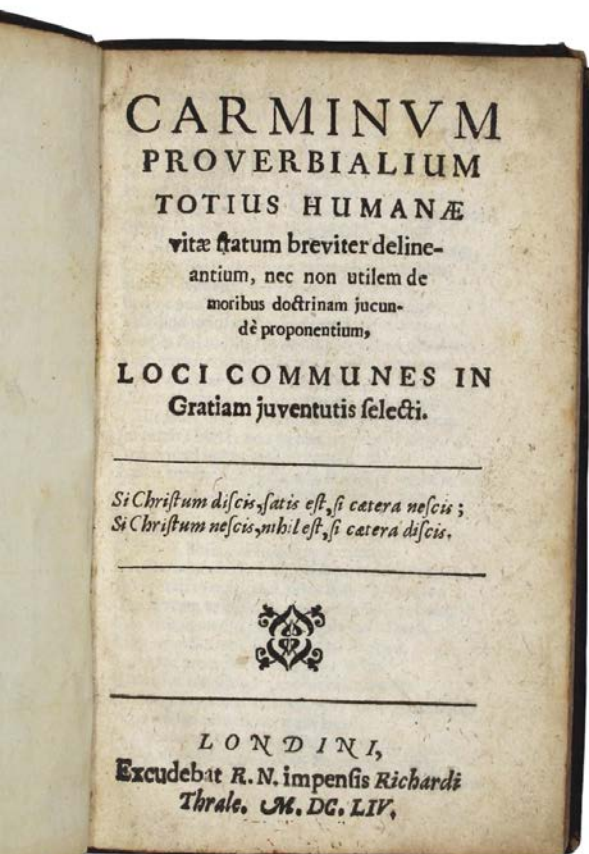 CARMINVM
PROVERBIALIUM
TOTIUS HUMANÆ
vitæ ſtatum breviter deline-
antium, nec non utilem de
moribus doctrinam jucun-
dè proponentium,
LOCI COMMUNES IN
Gratiam juventutis ſelecti.
Si Chriſtum diſcis, ſatis eſt, ſi cætera neſcis;
Si Chriſtum neſcis, nihil eſt, ſi cætera diſcis.
LONDINI,
Excudebat R. N. impenſis Richardi
Thrale. M. DC. LIV.